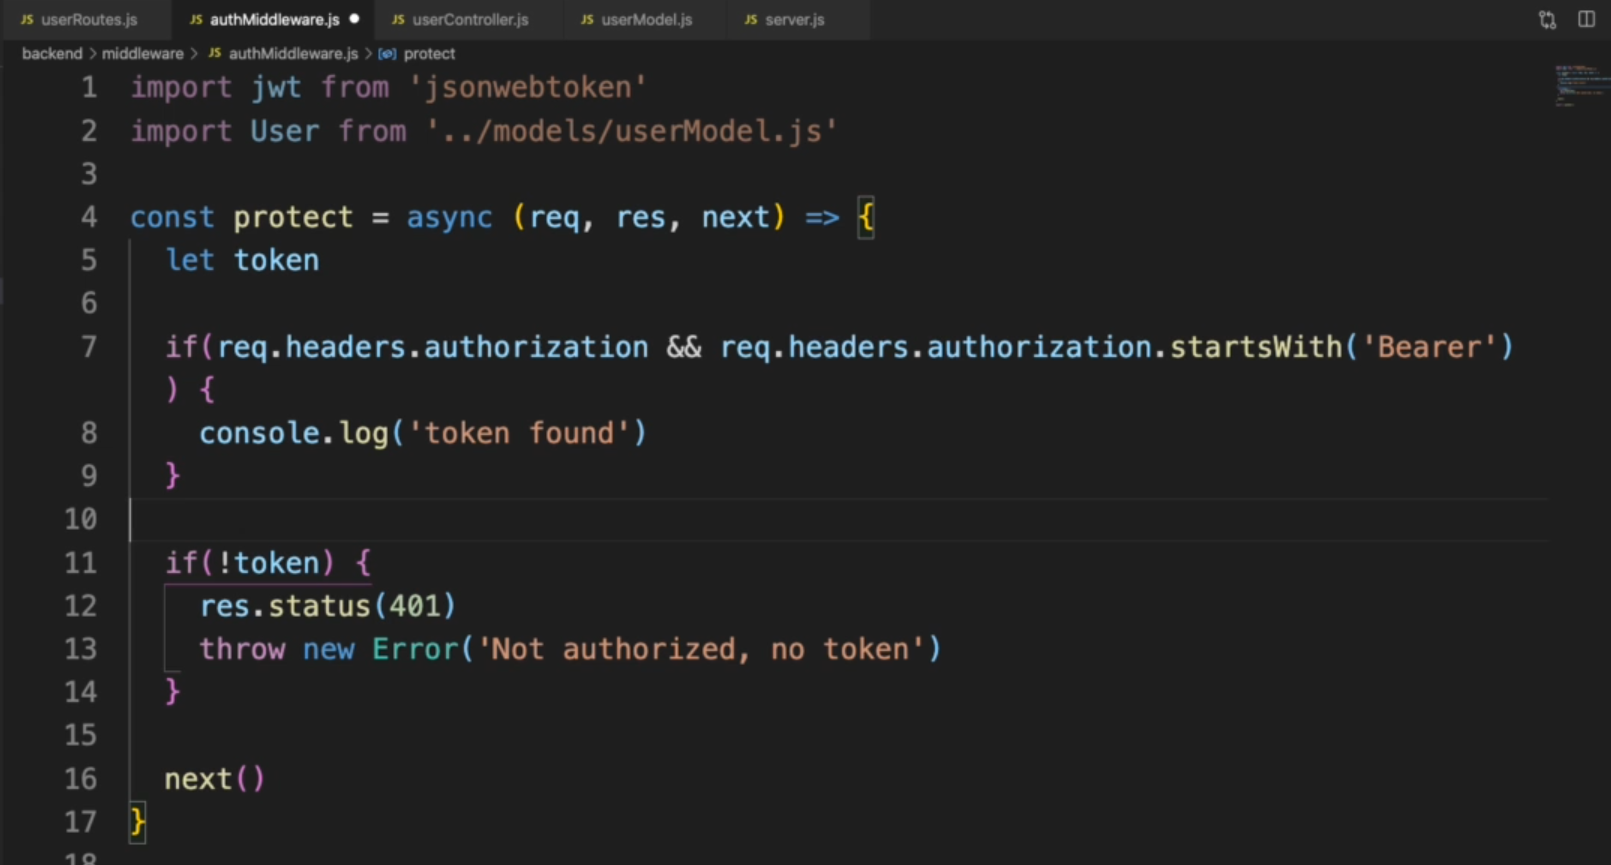 JS userRoutes.js JS authMiddleware.js JS userController.js JS userModel.js JS server.js
backend > middleware > JS authMiddleware.js > protect
1 import jwt from 'jsonwebtoken'
2 import User from '../models/userModel.js'
3
4 const protect = async (req, res, next) => {
5 let token
6
7 if(req.headers.authorization && req.headers.authorization.startsWith('Bearer')
) {
8 console.log('token found')
9 }
10
11 if(!token) {
12 res.status(401)
13 throw new Error('Not authorized, no token')
14 }
15
16 next()
17 }
18